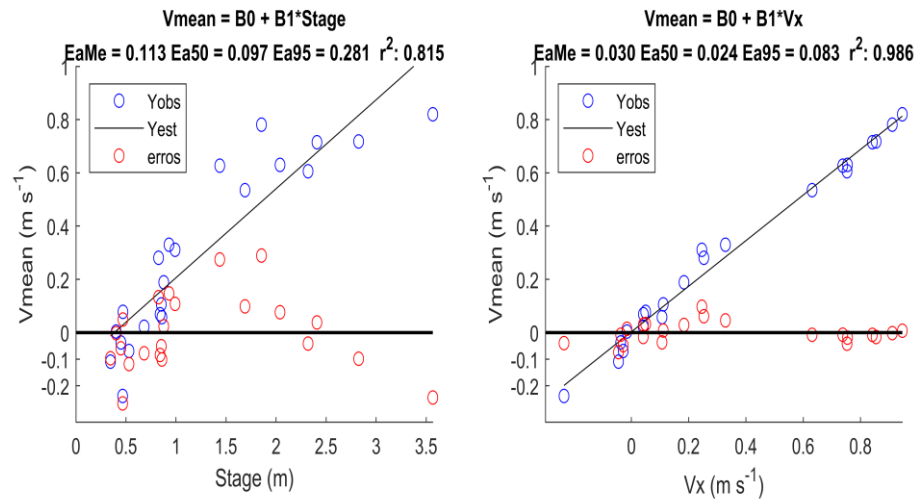 Vmean = B0 + B1*Stage
EaMe = 0.113 Ea50 = 0.097 Ea95 = 0.281 r²: 0.815
1
0.8
0.6
0.4
0.2
0
-0.1
-0.2
Vmean (m s⁻¹)
Yobs
Yest
erros
0 0.5 1 1.5 2 2.5 3 3.5
Stage (m)
Vmean = B0 + B1*Vx
EaMe = 0.030 Ea50 = 0.024 Ea95 = 0.083 r²: 0.986
1
0.8
0.6
0.4
0.2
0
-0.1
-0.2
Vmean (m s⁻¹)
Yobs
Yest
erros
0 0.2 0.4 0.6 0.8
Vx (m s⁻¹)